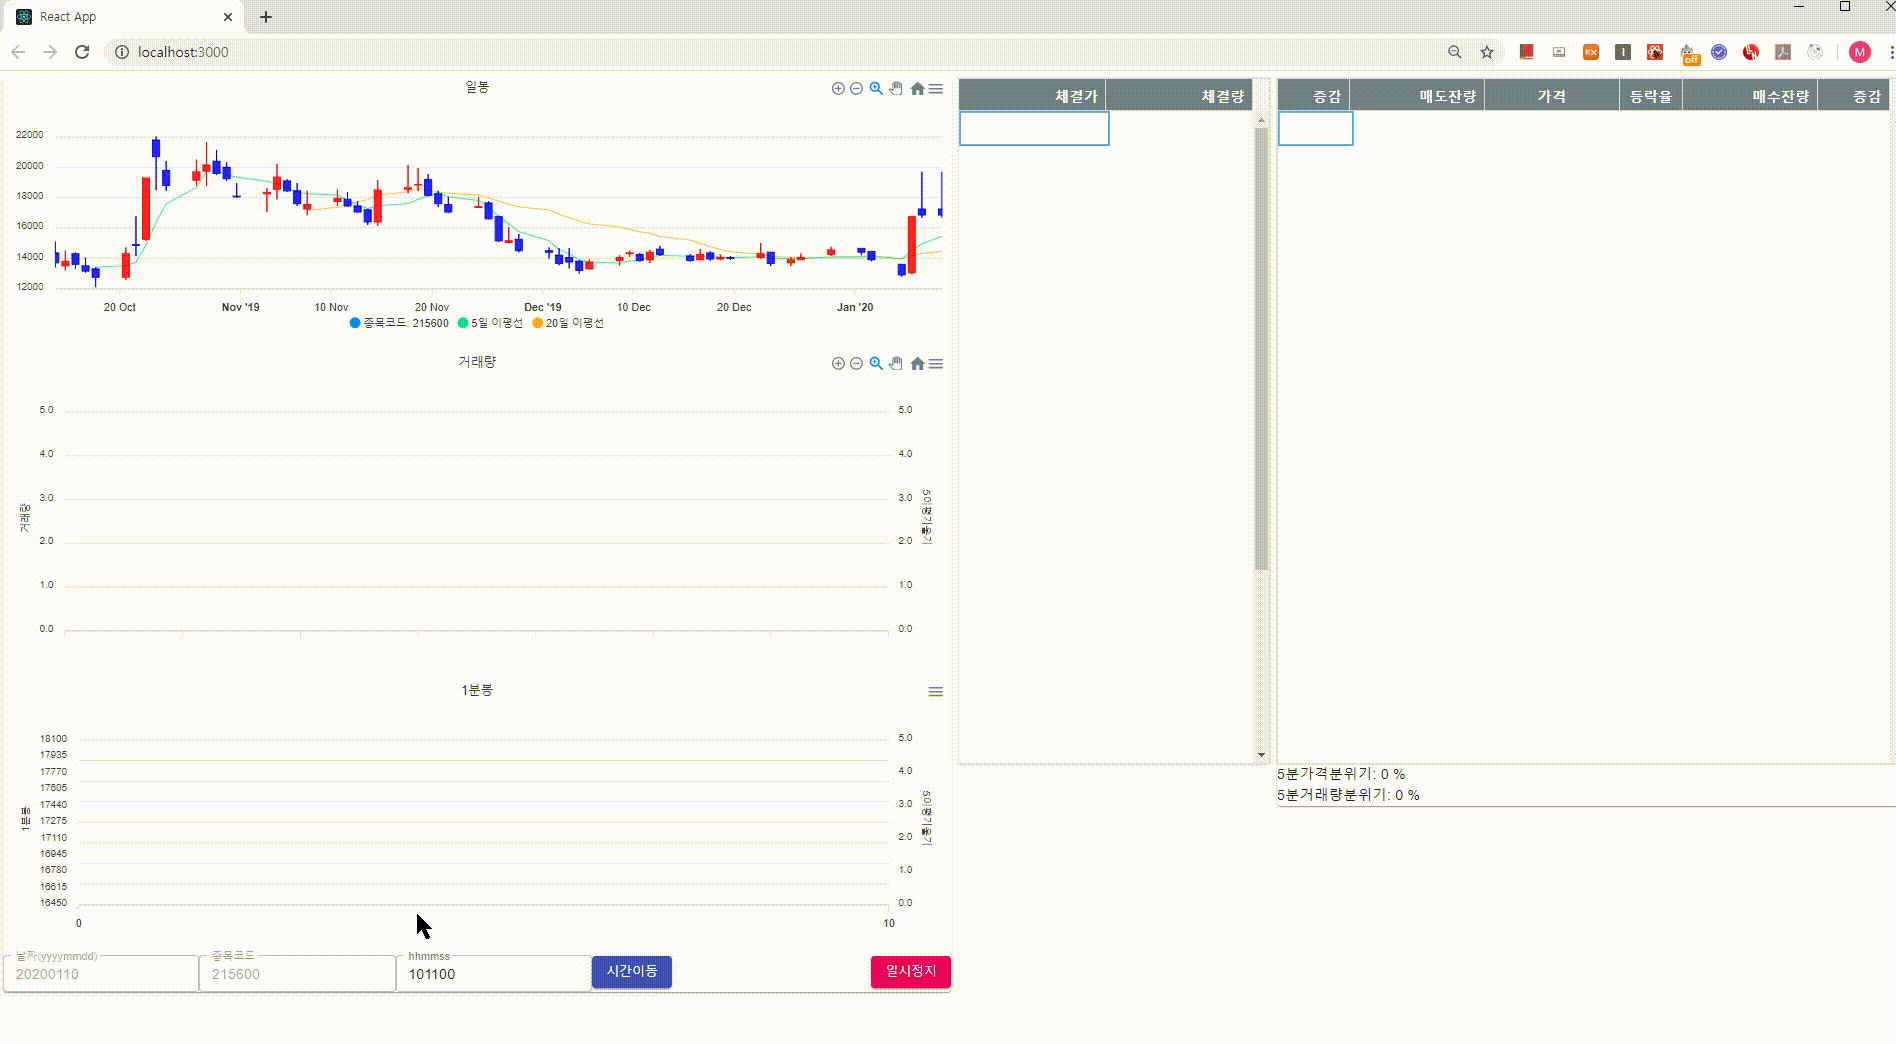 React App
localhost:3000
off
M
일봉
22000
20000
18000
16000
14000
12000
20 Oct Nov '19 10 Nov 20 Nov Dec '19 10 Dec 20 Dec Jan '20
종목코드: 215600 5일 이평선 20일 이평선
거래량
5.0 5.0
4.0 4.0
3.0 3.0
2.0 2.0
1.0 1.0
0.0 0.0
거래량
1분봉
18100
17935
17770
17605
17440
17275
17110
16945
16780
16615
16450
5.0
4.0
3.0
2.0
1.0
0.0
1분봉
0 10
날짜(yyyymmdd) 종목코드 hhmmss
20200110 215600 101100 시간이동 일시정지
체결가 체결량
증감 매도잔량 가격 등락율 매수잔량 증감
5분가격분위기: 0 %
5분거래량분위기: 0 %